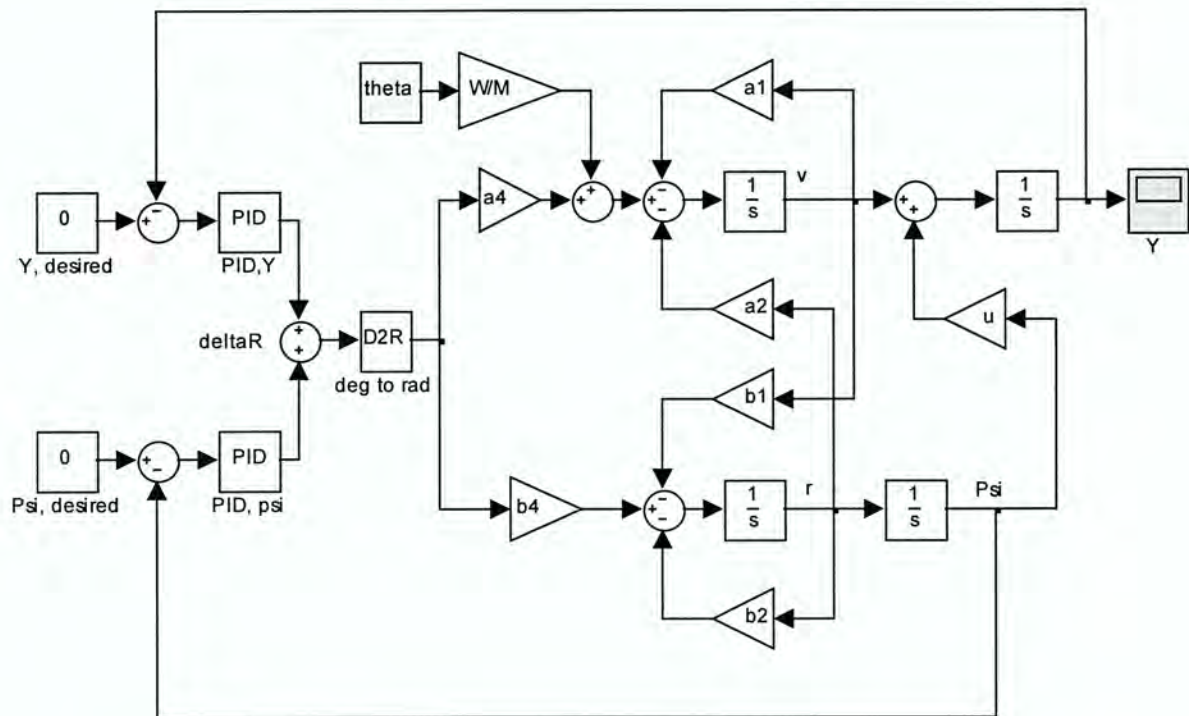 theta
W/M
a1
a4
1
s
v
1
s
Y
0
Y, desired
PID
PID,Y
a2
u
deltaR
D2R
deg to rad
b1
0
Psi, desired
PID
PID, psi
b4
1
s
r
1
s
Psi
b2